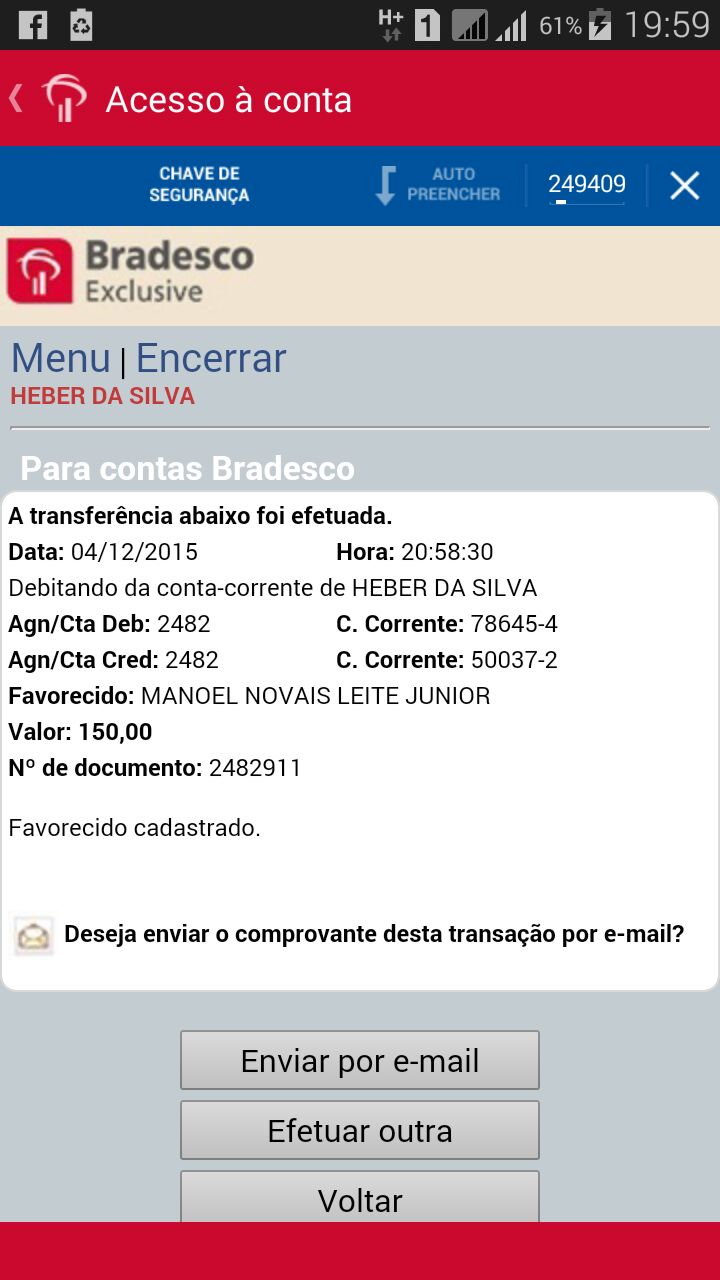 H+ 1 61% 19:59
Acesso à conta
CHAVE DE
SEGURANÇA
AUTO
PREENCHER
249409
Bradesco
Exclusive
Menu | Encerrar
HEBER DA SILVA
Para contas Bradesco
A transferência abaixo foi efetuada.
Data: 04/12/2015 Hora: 20:58:30
Debitando da conta-corrente de HEBER DA SILVA
Agn/Cta Deb: 2482 C. Corrente: 78645-4
Agn/Cta Cred: 2482 C. Corrente: 50037-2
Favorecido: MANOEL NOVAIS LEITE JUNIOR
Valor: 150,00
Nº de documento: 2482911
Favorecido cadastrado.
Deseja enviar o comprovante desta transação por e-mail?
Enviar por e-mail
Efetuar outra
Voltar